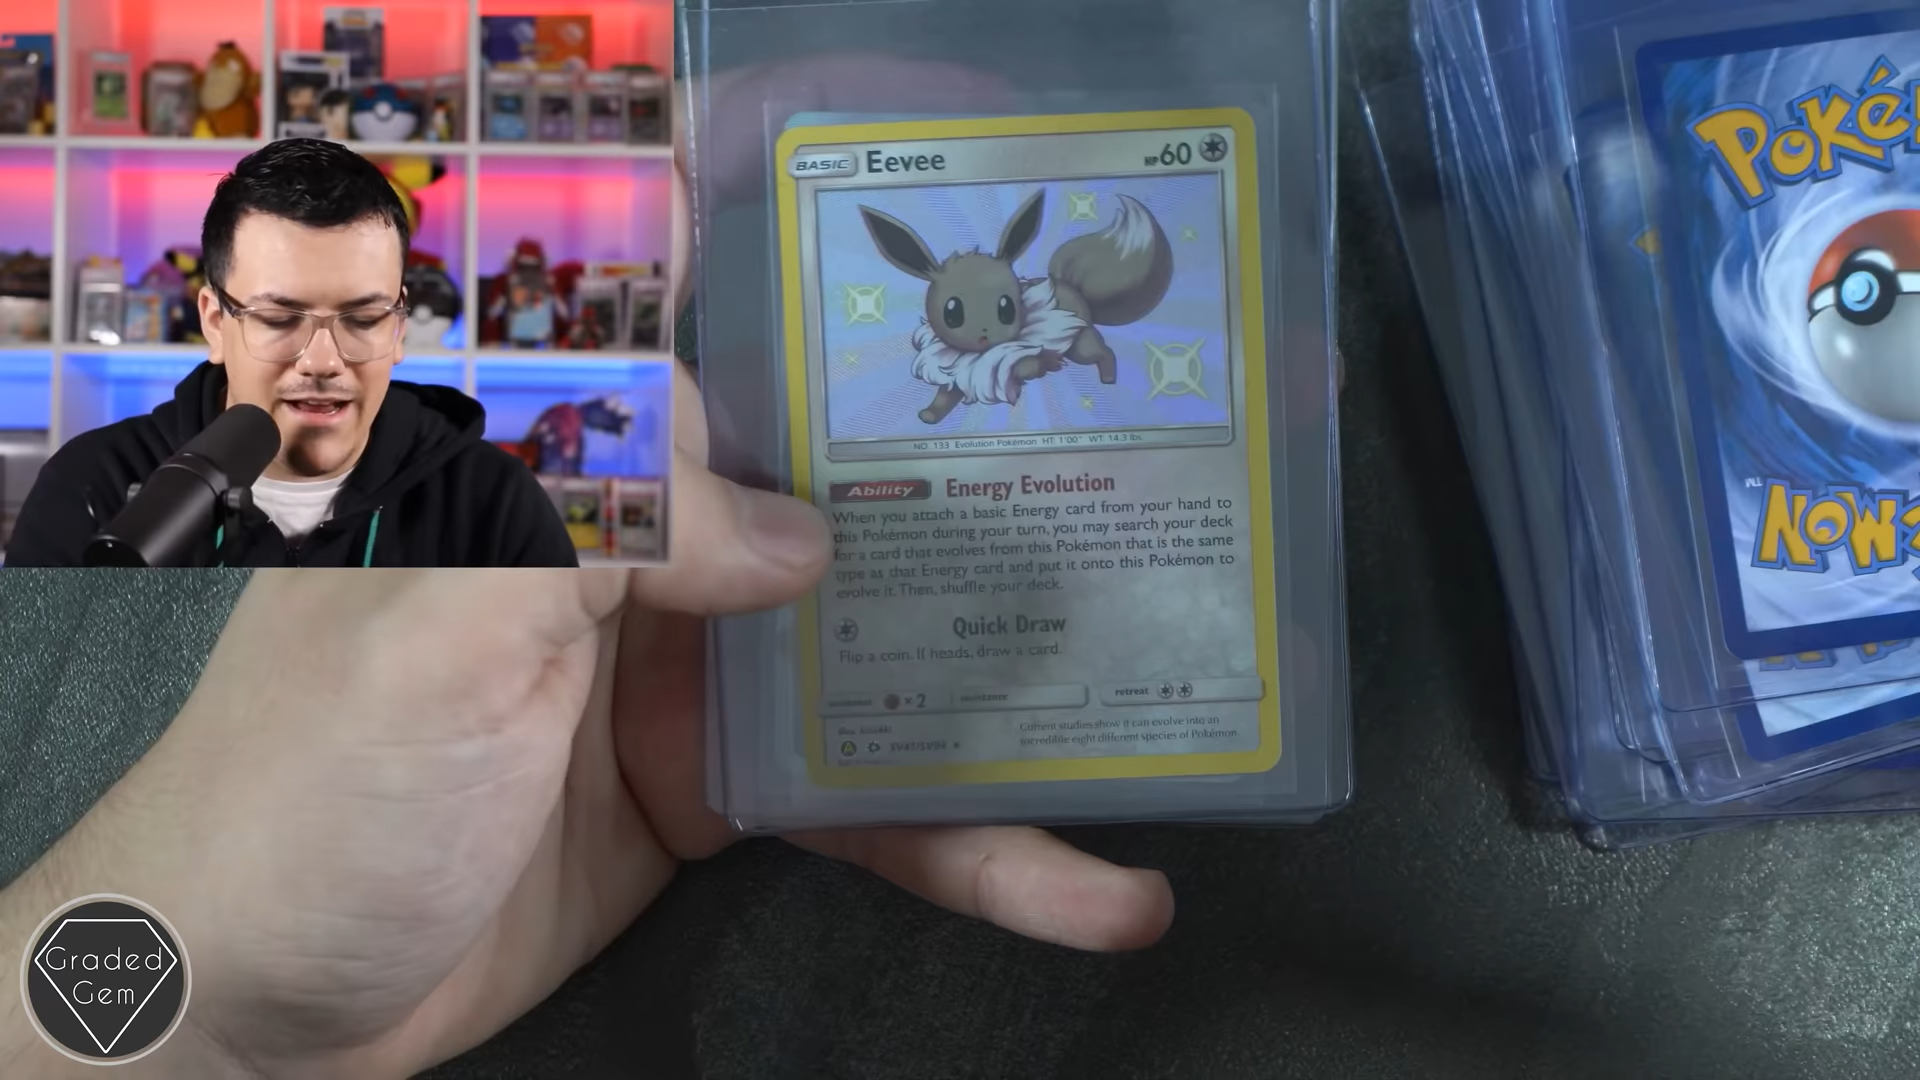 BASIC Eevee HP 60
NO. 133 Evolution Pokémon HT: 1'00" WT: 14.3 lbs.
Ability Energy Evolution
When you attach a basic Energy card from your hand to
this Pokémon during your turn, you may search your deck
for a card that evolves from this Pokémon that is the same
type as that Energy card and put it onto this Pokémon to
evolve it. Then, shuffle your deck.
Quick Draw
Flip a coin. If heads, draw a card.
×2 resistance retreat
Current studies show it can evolve into an
incredible eight different species of Pokémon.
Poké
TM
Graded
Gem